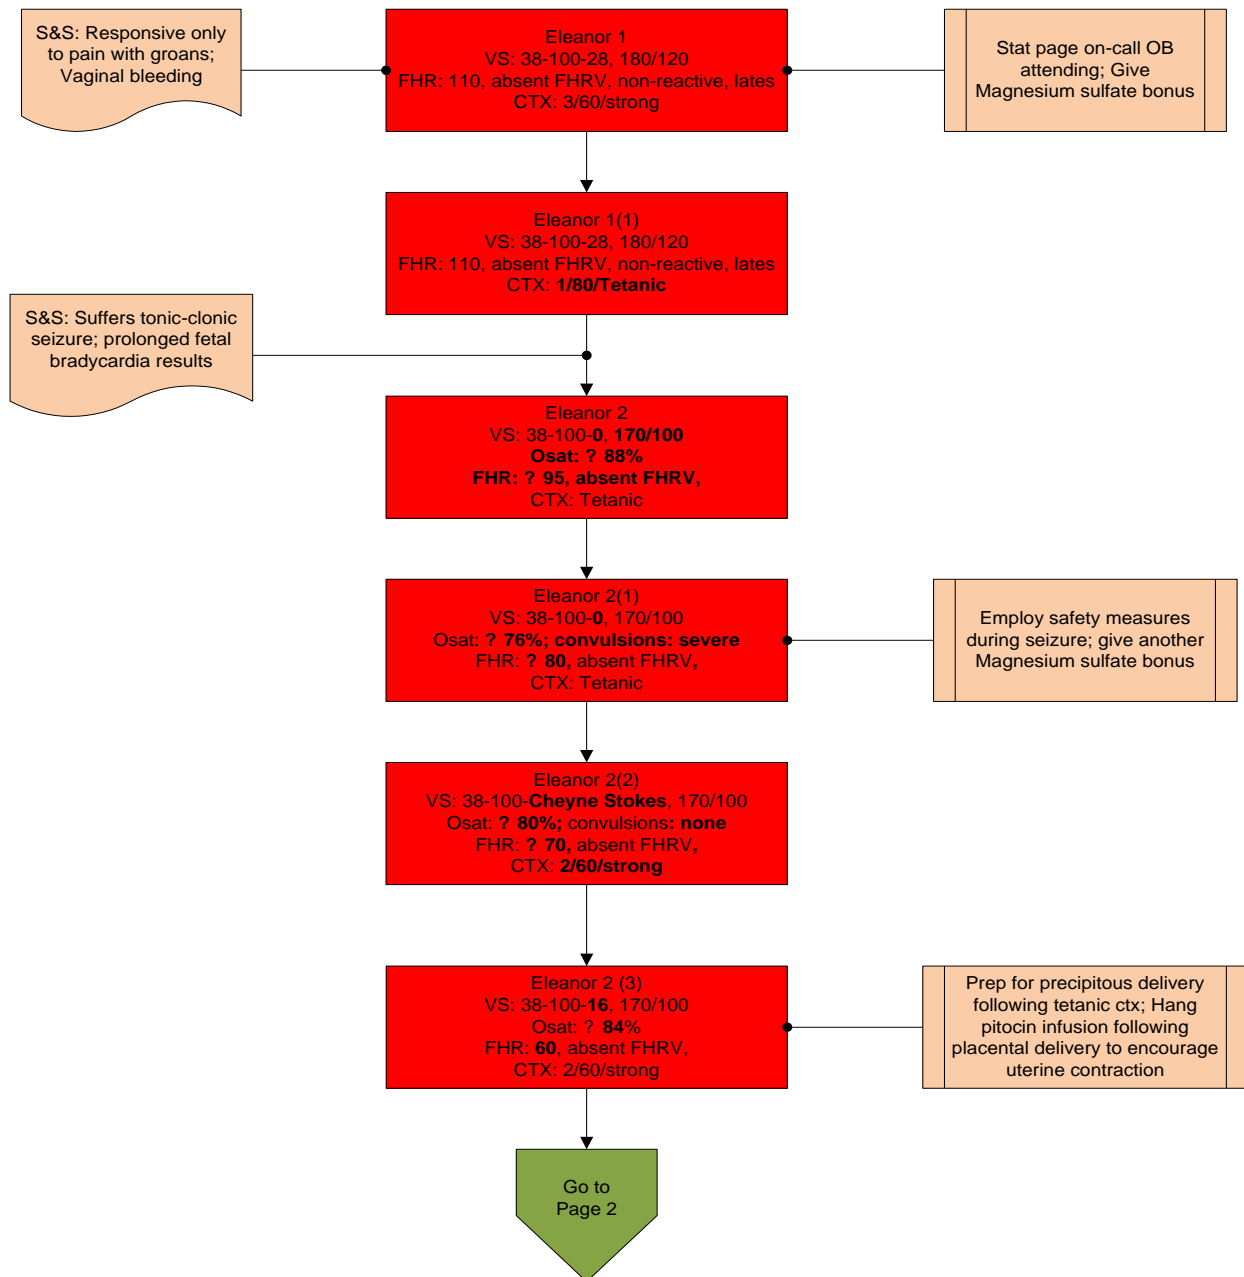 S&S: Responsive only
to pain with groans;
Vaginal bleeding
Eleanor 1
VS: 38-100-28, 180/120
FHR: 110, absent FHRV, non-reactive, lates
CTX: 3/60/strong
Stat page on-call OB
attending; Give
Magnesium sulfate bonus
Eleanor 1(1)
VS: 38-100-28, 180/120
FHR: 110, absent FHRV, non-reactive, lates
CTX: 1/80/Tetanic
S&S: Suffers tonic-clonic
seizure; prolonged fetal
bradycardia results
Eleanor 2
VS: 38-100-0, 170/100
Osat: ? 88%
FHR: ? 95, absent FHRV,
CTX: Tetanic
Eleanor 2(1)
VS: 38-100-0, 170/100
Osat: ? 76%; convulsions: severe
FHR: ? 80, absent FHRV,
CTX: Tetanic
Employ safety measures
during seizure; give another
Magnesium sulfate bonus
Eleanor 2(2)
VS: 38-100-Cheyne Stokes, 170/100
Osat: ? 80%; convulsions: none
FHR: ? 70, absent FHRV,
CTX: 2/60/strong
Eleanor 2 (3)
VS: 38-100-16, 170/100
Osat: ? 84%
FHR: 60, absent FHRV,
CTX: 2/60/strong
Prep for precipitous delivery
following tetanic ctx; Hang
pitocin infusion following
placental delivery to encourage
uterine contraction
Go to
Page 2